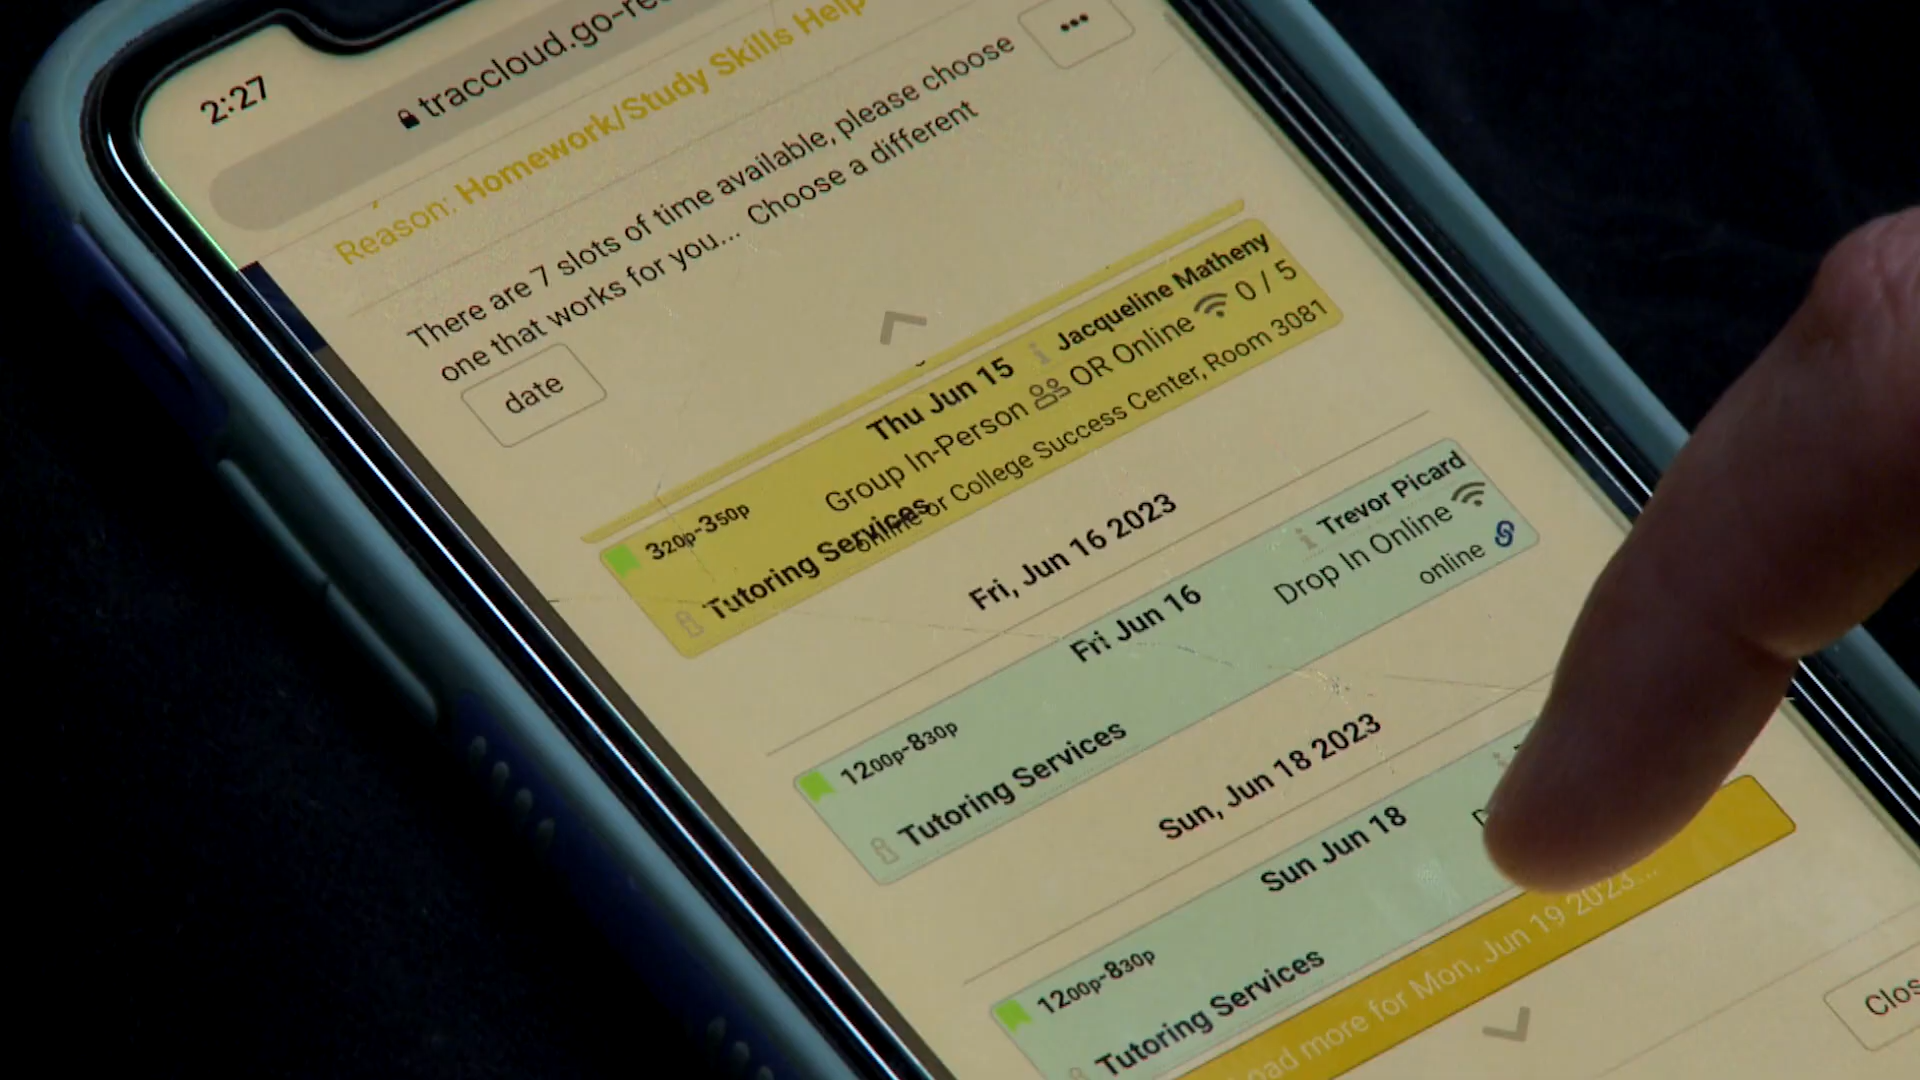 2:27
traccloud.go-re
Reason: Homework/Study Skills Help
•••
There are 7 slots of time available, please choose
one that works for you... Choose a different
date
Thu Jun 15 Jacqueline Matheny
320p-350p Group In-Person OR Online 0 / 5
Tutoring Services online or College Success Center, Room 3081
Fri, Jun 16 2023
Fri Jun 16 Trevor Picard
1200p-830p Drop In Online
Tutoring Services online
Sun, Jun 18 2023
Sun Jun 18
1200p-830p
Tutoring Services
Load more for Mon, Jun 19 2023...
Clos